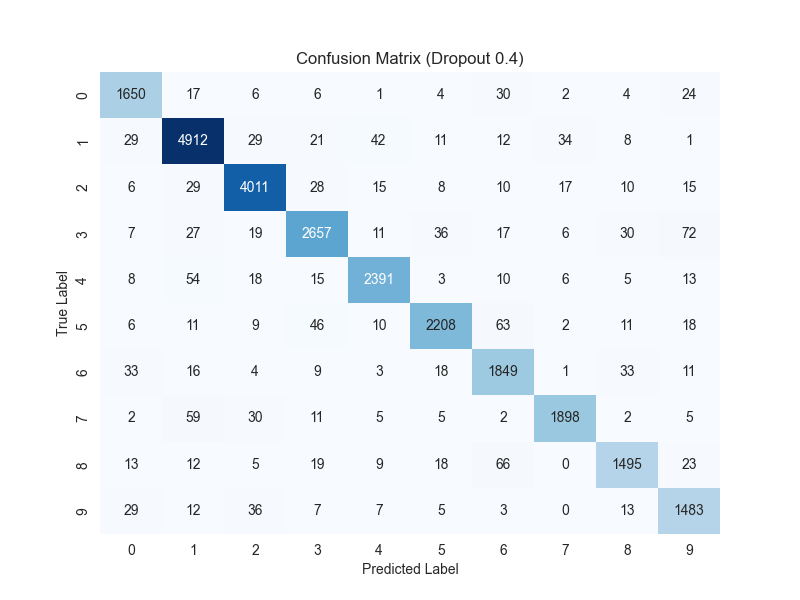 Confusion Matrix (Dropout 0.4)
True Label
0 1650 17 6 6 1 4 30 2 4 24
1 29 4912 29 21 42 11 12 34 8 1
2 6 29 4011 28 15 8 10 17 10 15
3 7 27 19 2657 11 36 17 6 30 72
4 8 54 18 15 2391 3 10 6 5 13
5 6 11 9 46 10 2208 63 2 11 18
6 33 16 4 9 3 18 1849 1 33 11
7 2 59 30 11 5 5 2 1898 2 5
8 13 12 5 19 9 18 66 0 1495 23
9 29 12 36 7 7 5 3 0 13 1483
0 1 2 3 4 5 6 7 8 9
Predicted Label